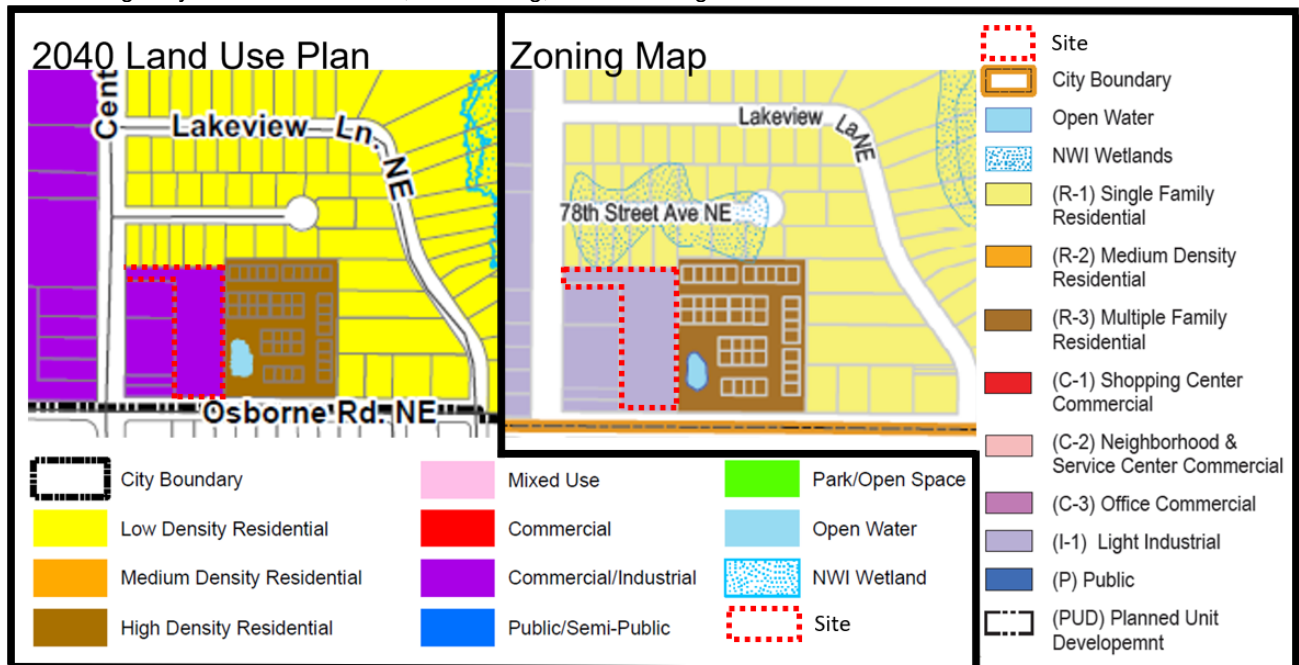 2040 Land Use Plan
Cent
Lakeview Ln. NE
Osborne Rd. NE
City Boundary
Low Density Residential
Medium Density Residential
High Density Residential
Mixed Use
Commercial
Commercial/Industrial
Public/Semi-Public
Park/Open Space
Open Water
NWI Wetland
Site
Zoning Map
Lakeview La NE
78th Street Ave NE
Site
City Boundary
Open Water
NWI Wetlands
(R-1) Single Family
Residential
(R-2) Medium Density
Residential
(R-3) Multiple Family
Residential
(C-1) Shopping Center
Commercial
(C-2) Neighborhood &
Service Center Commercial
(C-3) Office Commercial
(I-1) Light Industrial
(P) Public
(PUD) Planned Unit
Developemnt